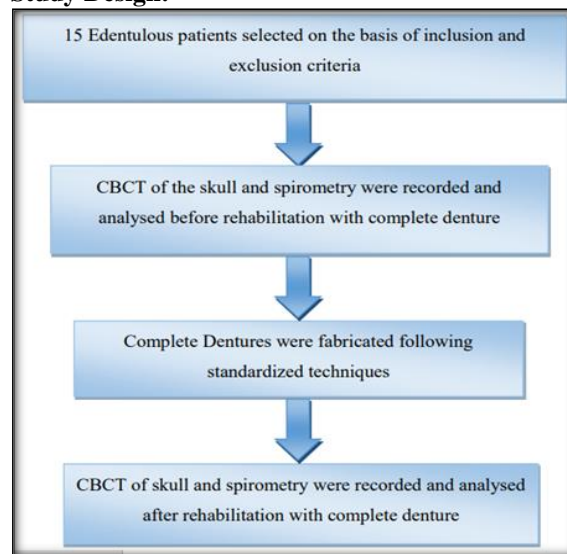 Study Design:
15 Edentulous patients selected on the basis of inclusion and
exclusion criteria
CBCT of the skull and spirometry were recorded and
analysed before rehabilitation with complete denture
Complete Dentures were fabricated following
standardized techniques
CBCT of skull and spirometry were recorded and analysed
after rehabilitation with complete denture